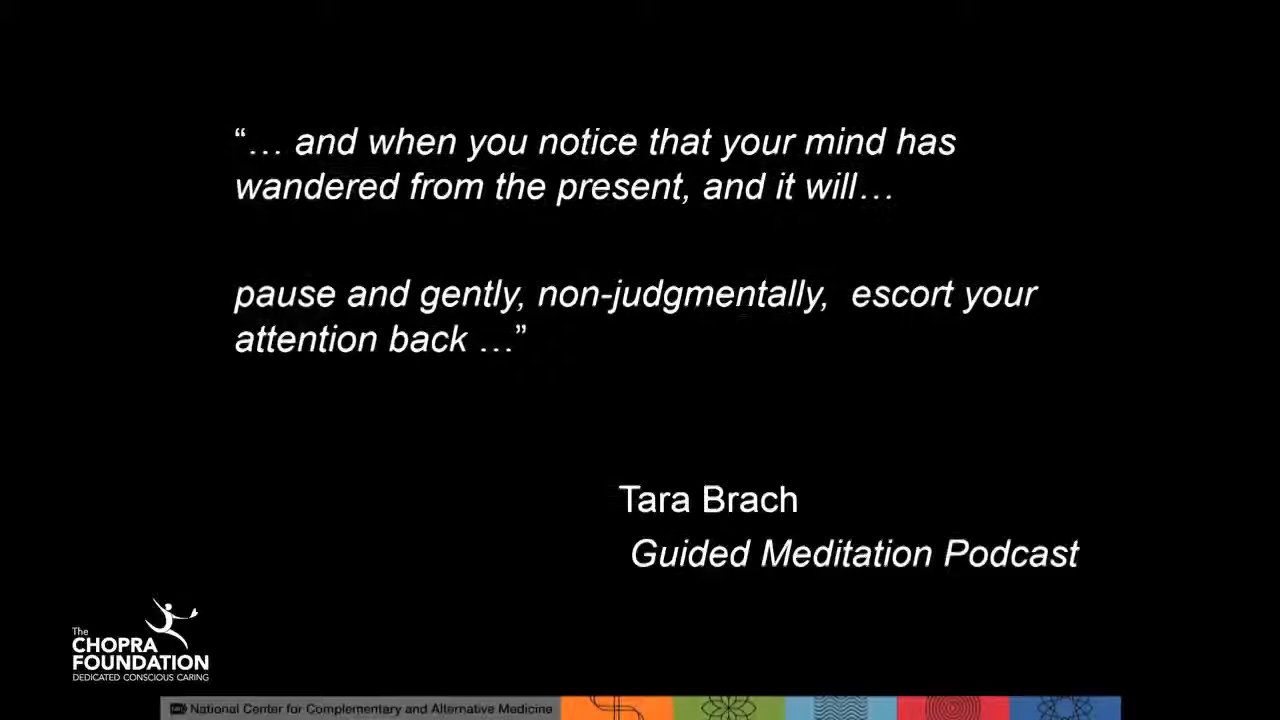 “… and when you notice that your mind has
wandered from the present, and it will…
pause and gently, non-judgmentally,  escort your
attention back …”
Tara Brach
Guided Meditation Podcast
The
CHOPRA
FOUNDATION
DEDICATED CONSCIOUS CARING
National Center for Complementary and Alternative Medicine